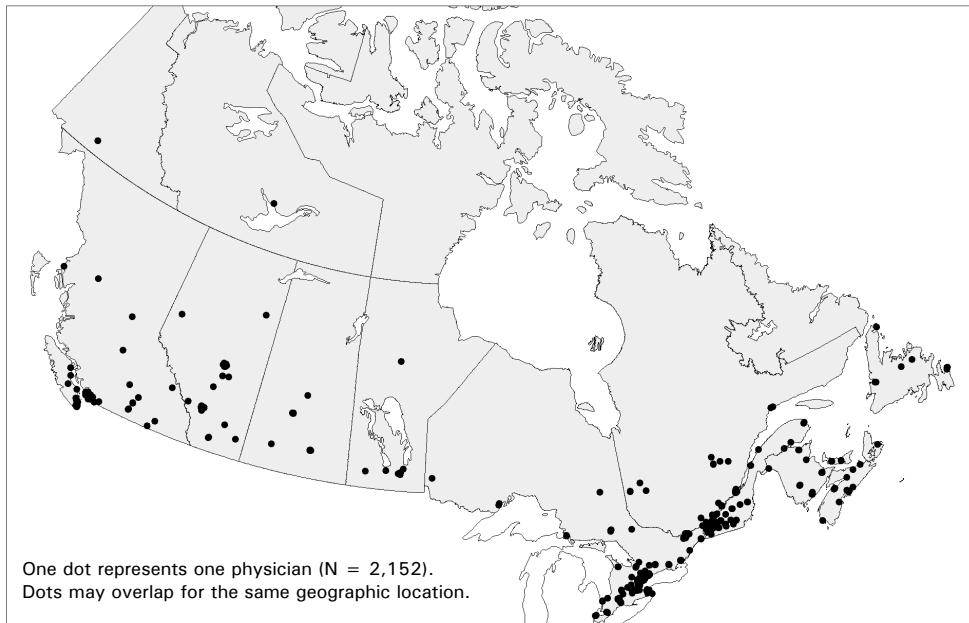 One dot represents one physician (N = 2,152).
Dots may overlap for the same geographic location.